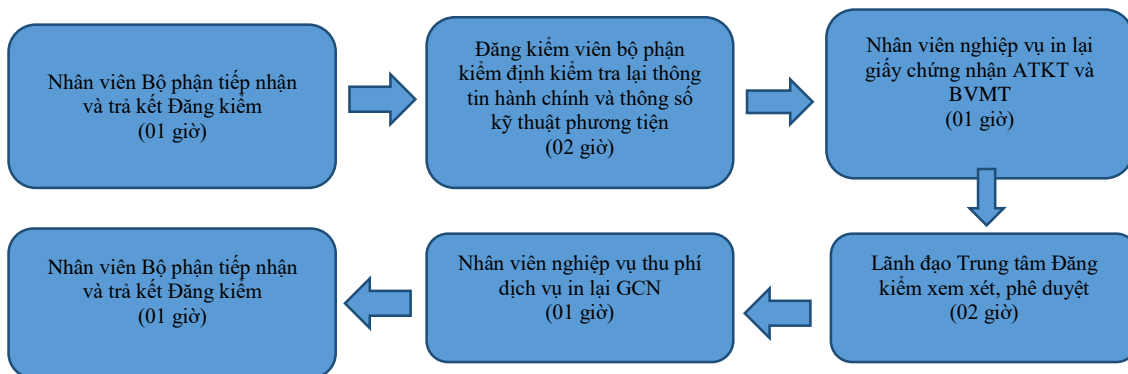 Nhân viên Bộ phận tiếp nhận
và trả kết Đăng kiểm
(01 giờ)
Đăng kiểm viên bộ phận
kiểm định kiểm tra lại thông
tin hành chính và thông số
kỹ thuật phương tiện
(02 giờ)
Nhân viên nghiệp vụ in lại
giấy chứng nhận ATKT và
BVMT
(01 giờ)
Lãnh đạo Trung tâm Đăng
kiểm xem xét, phê duyệt
(02 giờ)
Nhân viên nghiệp vụ thu phí
dịch vụ in lại GCN
(01 giờ)
Nhân viên Bộ phận tiếp nhận
và trả kết Đăng kiểm
(01 giờ)